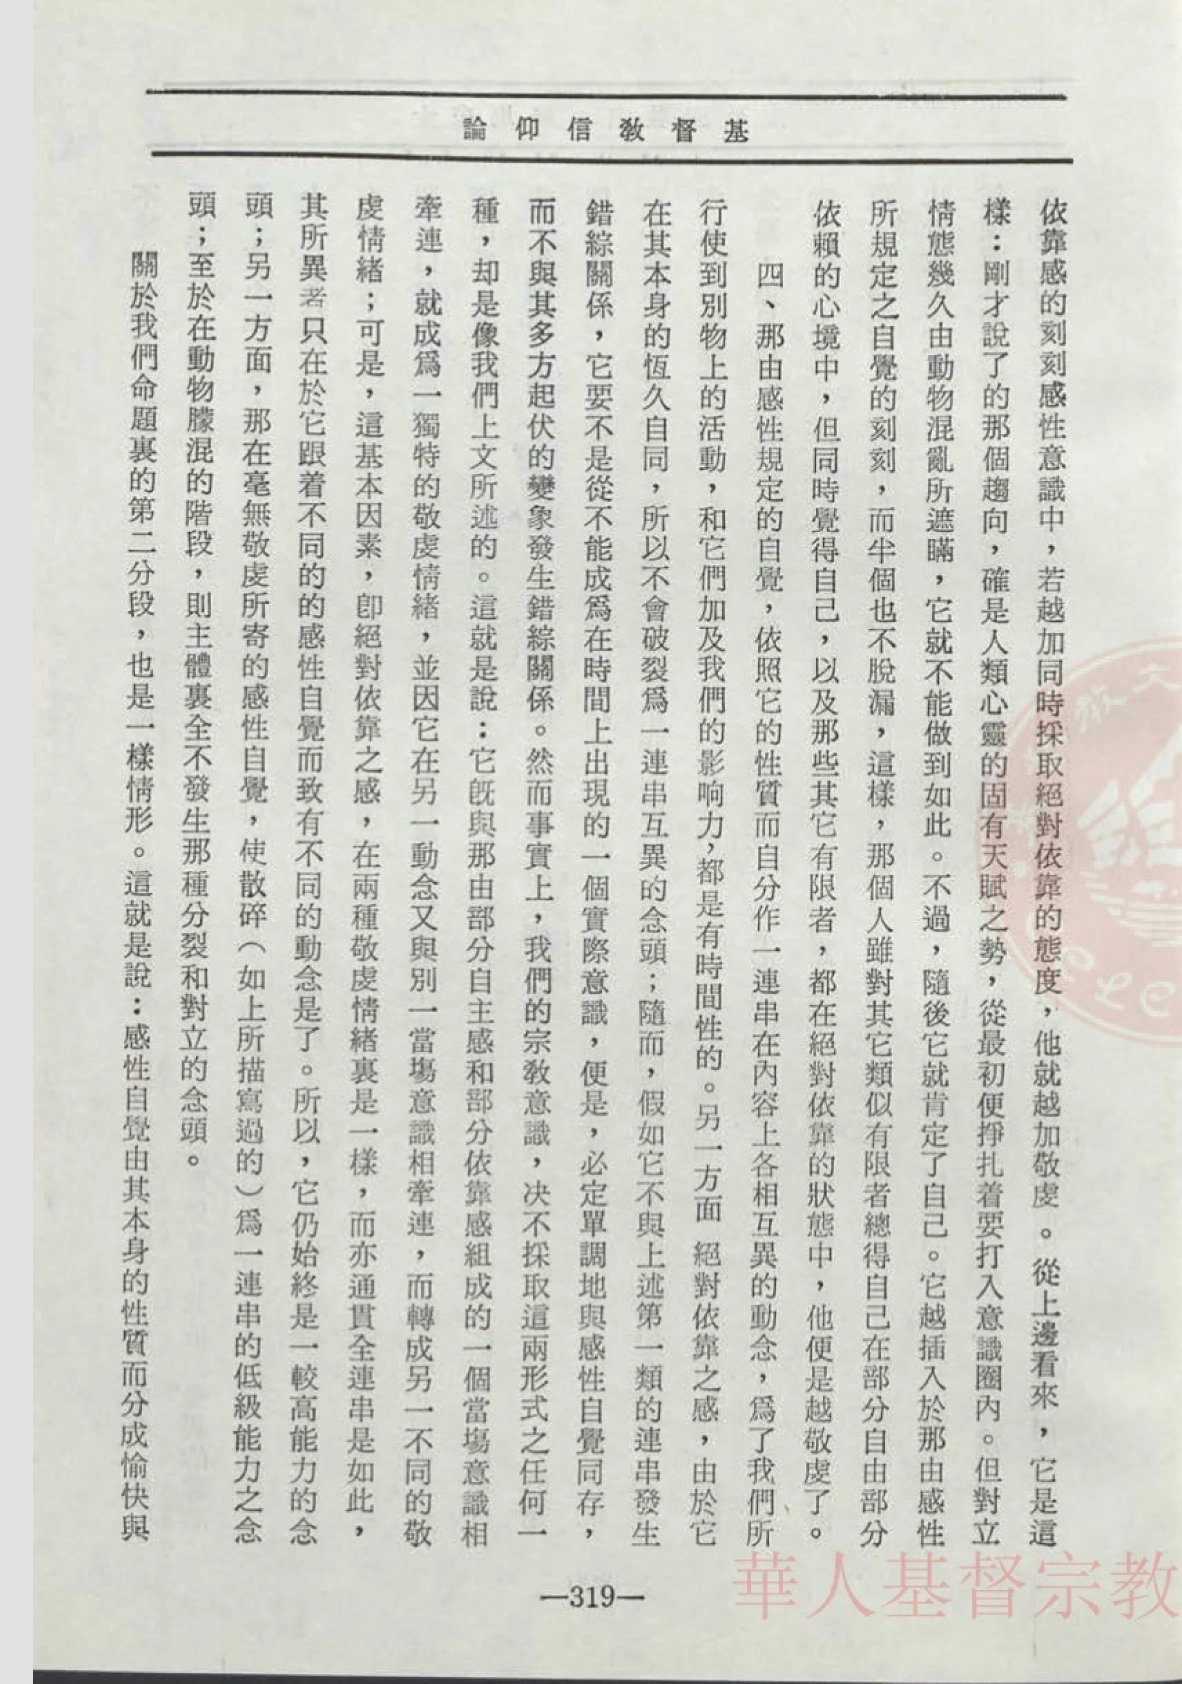 基督教信仰論
依靠感的刻刻感性意識中，若越加同時採取絕對依靠的態度，他就越加敬虔。從上邊看來，它是這
樣：剛才說了的那個趨向，確是人類心靈的固有天賦之勢，從最初便掙扎着要打入意識圈內。但對立
情態幾久由動物混亂所遮瞞，它就不能做到如此。不過，隨後它就肯定了自己。它越插入於那由感性
所規定之自覺的刻刻，而半個也不脫漏，這樣，那個人雖對其它類似有限者總得自己在部分自由部分
依賴的心境中，但同時覺得自己，以及那些其它有限者，都在絕對依靠的狀態中，他便是越敬虔了。
四、那由感性規定的自覺，依照它的性質而自分作一連串在內容上各相互異的動念，爲了我們所
行使到別物上的活動，和它們加及我們的影响力，都是有時間性的。另一方面 絕對依靠之感，由於它
在其本身的恆久自同，所以不會破裂爲一連串互異的念頭；隨而，假如它不與上述第一類的連串發生
錯綜關係，它要不是從不能成爲在時間上出現的一個實際意識，便是，必定單調地與感性自覺同存，
而不與其多方起伏的變象發生錯綜關係。然而事實上，我們的宗教意識，决不採取這兩形式之任何一
種，却是像我們上文所述的。這就是說：它旣與那由部分自主感和部分依靠感組成的一個當塲意識相
牽連，就成爲一獨特的敬虔情緒，並因它在另一動念又與別一當塲意識相牽連，而轉成另一不同的敬
虔情緒；可是，這基本因素，卽絕對依靠之感，在兩種敬虔情緒裏是一樣，而亦通貫全連串是如此，
其所異者只在於它跟着不同的的感性自覺而致有不同的動念是了。所以，它仍始終是一較高能力的念
頭；另一方面，那在毫無敬虔所寄的感性自覺，使散碎（如上所描寫過的）爲一連串的低級能力之念
頭；至於在動物朦混的階段，則主體裏全不發生那種分裂和對立的念頭。
關於我們命題裏的第二分段，也是一樣情形。這就是說：感性自覺由其本身的性質而分成愉快與
—319—
華人基督宗教